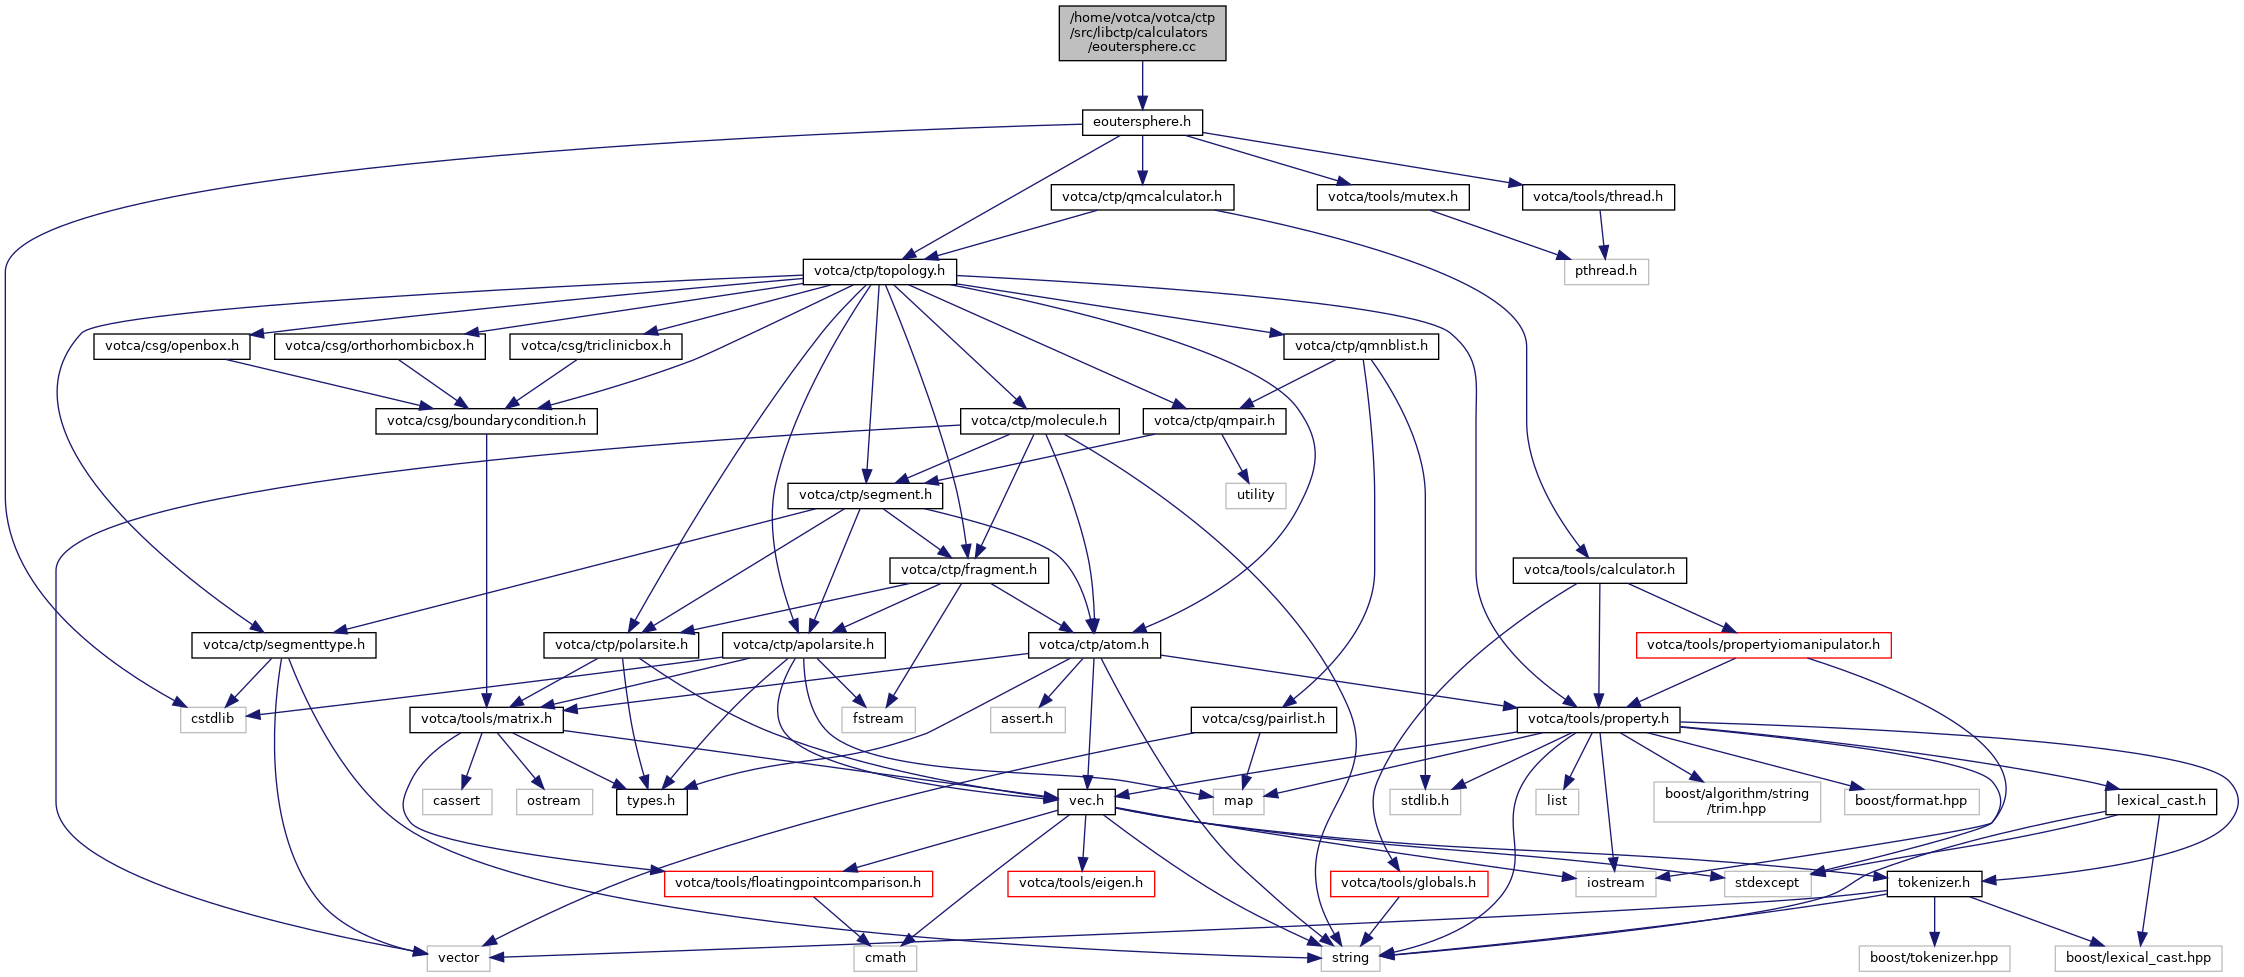 /home/votca/votca/ctp
/src/libctp/calculators
/eoutersphere.cc
eoutersphere.h
votca/ctp/qmcalculator.h
votca/tools/mutex.h
votca/tools/thread.h
votca/ctp/topology.h
pthread.h
votca/csg/openbox.h
votca/csg/orthorhombicbox.h
votca/csg/triclinicbox.h
votca/ctp/qmnblist.h
votca/csg/boundarycondition.h
votca/ctp/molecule.h
votca/ctp/qmpair.h
votca/ctp/segment.h
utility
votca/ctp/fragment.h
votca/tools/calculator.h
votca/ctp/segmenttype.h
votca/ctp/polarsite.h
votca/ctp/apolarsite.h
votca/ctp/atom.h
votca/tools/propertyiomanipulator.h
cstdlib
votca/tools/matrix.h
fstream
assert.h
votca/csg/pairlist.h
votca/tools/property.h
cassert
ostream
types.h
vec.h
map
stdlib.h
list
boost/algorithm/string
/trim.hpp
boost/format.hpp
lexical_cast.h
votca/tools/floatingpointcomparison.h
votca/tools/eigen.h
votca/tools/globals.h
iostream
stdexcept
tokenizer.h
vector
cmath
string
boost/tokenizer.hpp
boost/lexical_cast.hpp